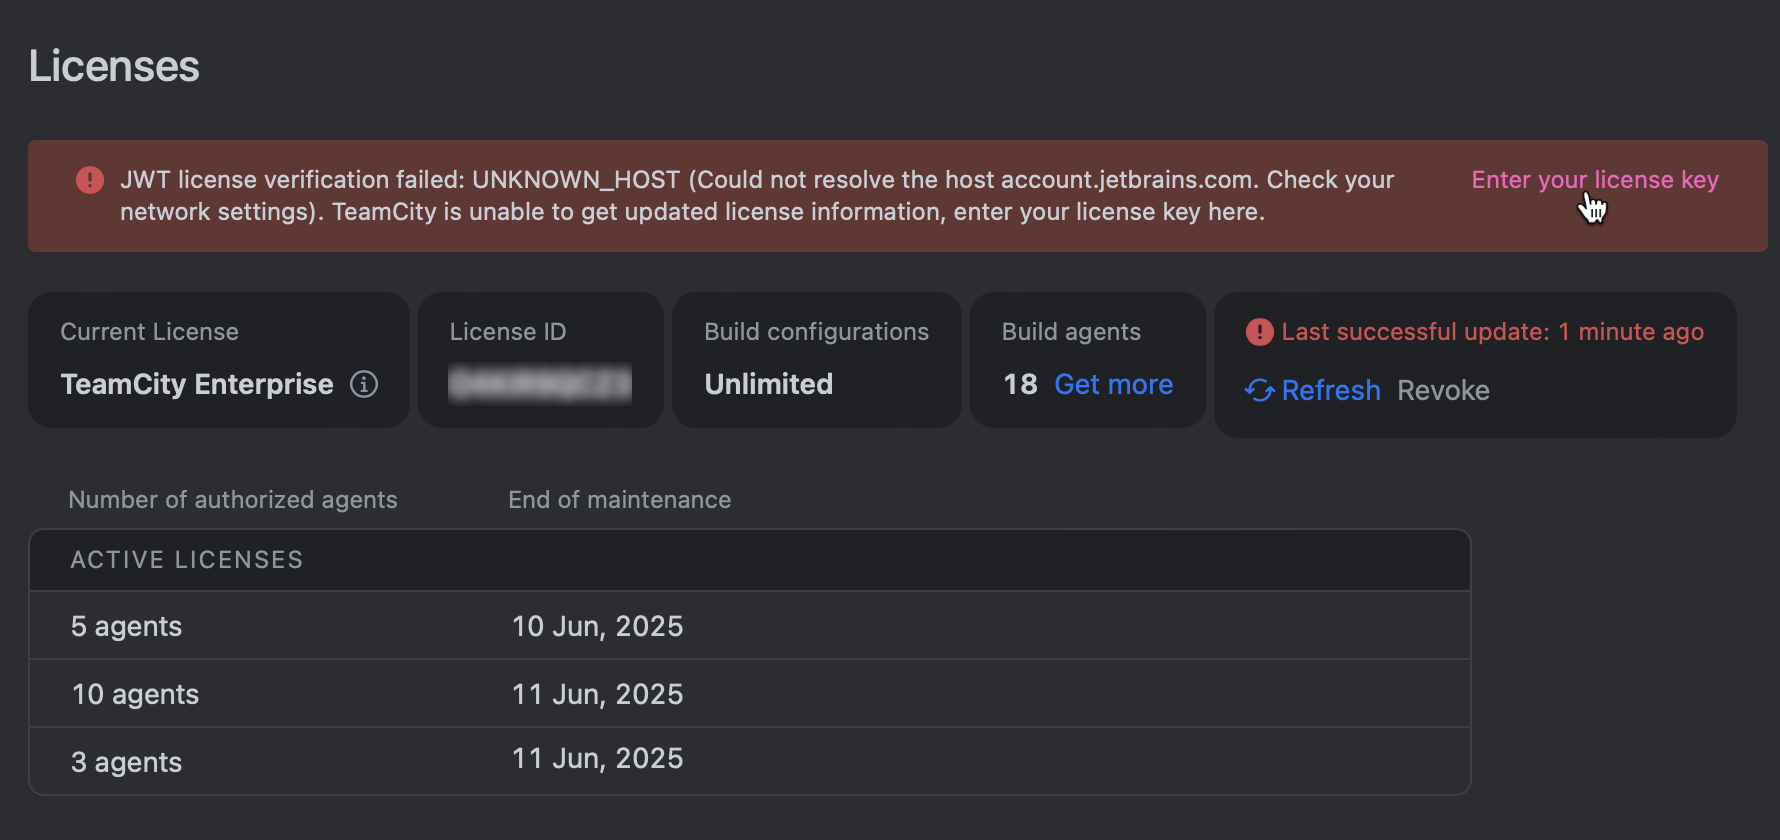 Licenses
JWT license verification failed: UNKNOWN_HOST (Could not resolve the host account.jetbrains.com. Check your
network settings). TeamCity is unable to get updated license information, enter your license key here.
Enter your license key
Current License
TeamCity Enterprise
License ID
Build configurations
Unlimited
Build agents
18 Get more
Last successful update: 1 minute ago
Refresh Revoke
Number of authorized agents End of maintenance
ACTIVE LICENSES
5 agents 10 Jun, 2025
10 agents 11 Jun, 2025
3 agents 11 Jun, 2025